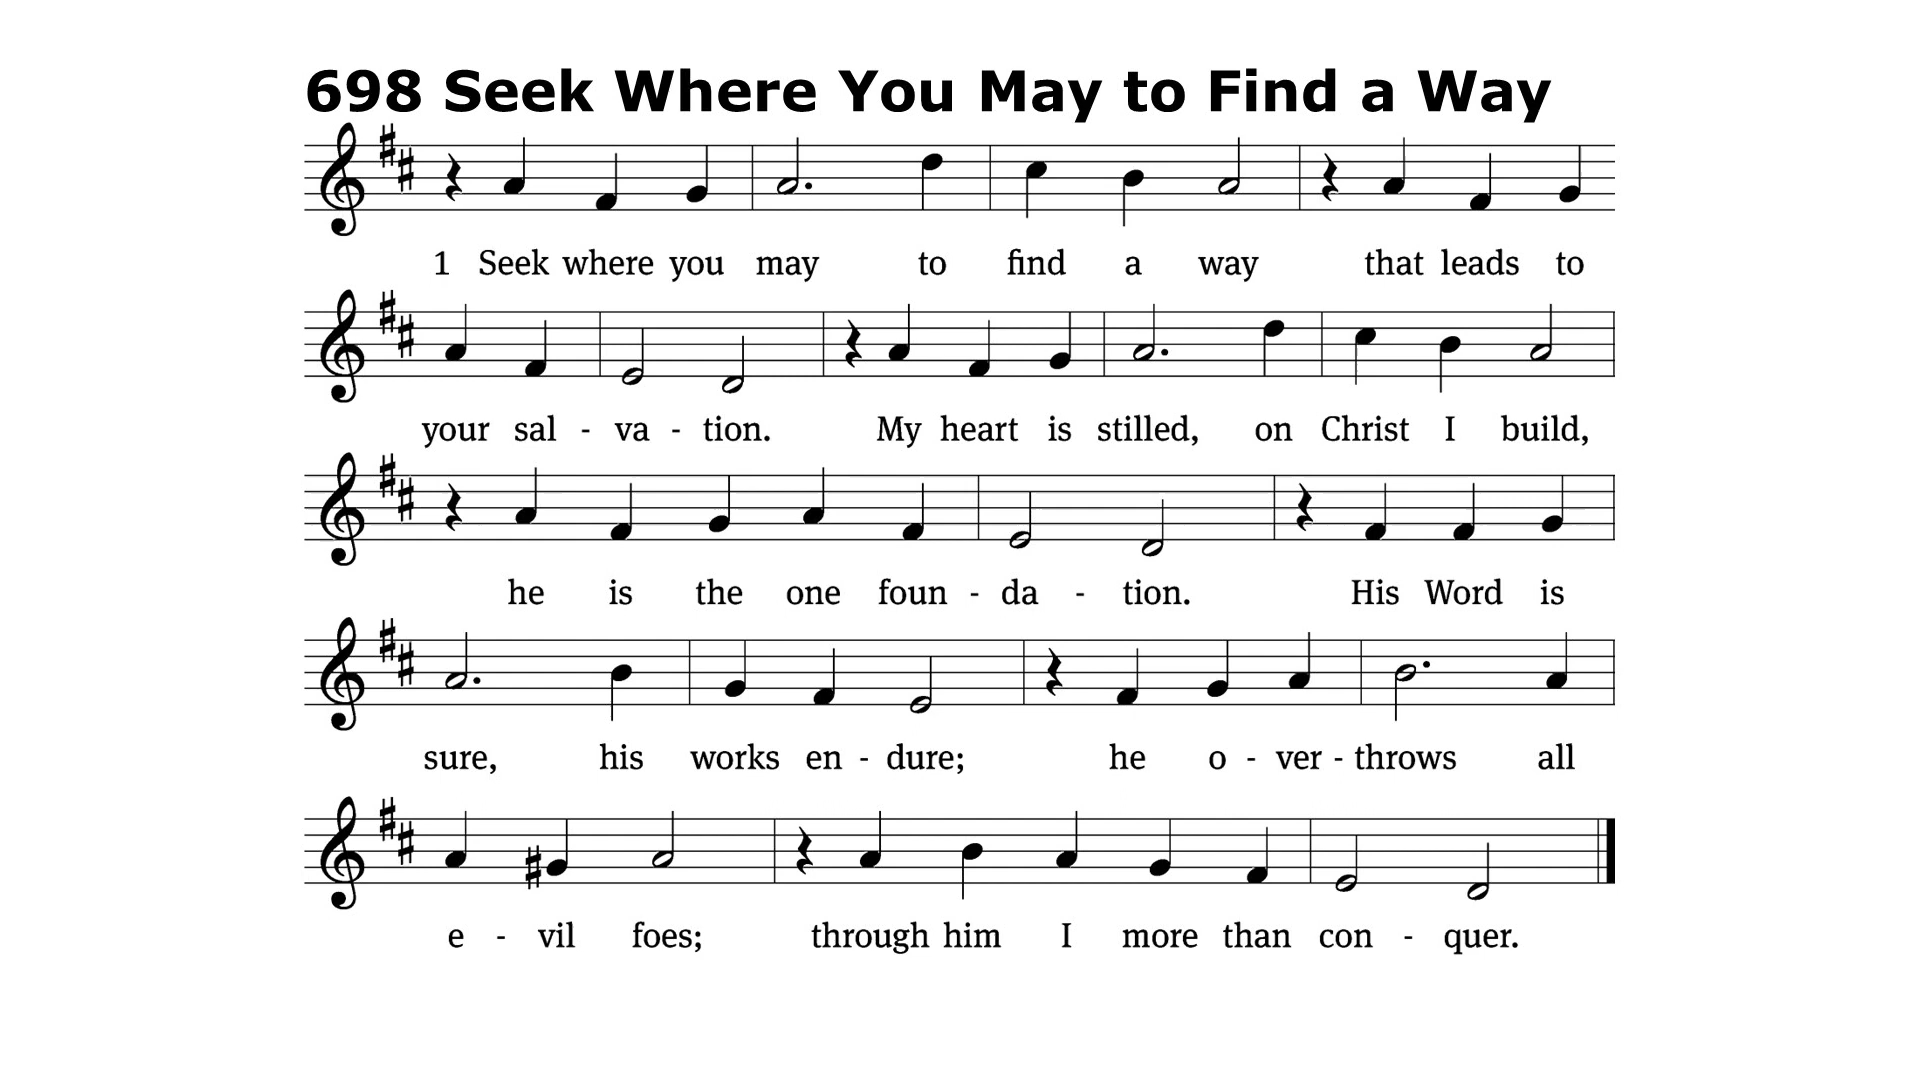 698 Seek Where You May to Find a Way
1 Seek where you may to find a way that leads to
your sal - va - tion. My heart is stilled, on Christ I build,
he is the one foun - da - tion. His Word is
sure, his works en - dure; he o - ver - throws all
e - vil foes; through him I more than con - quer.